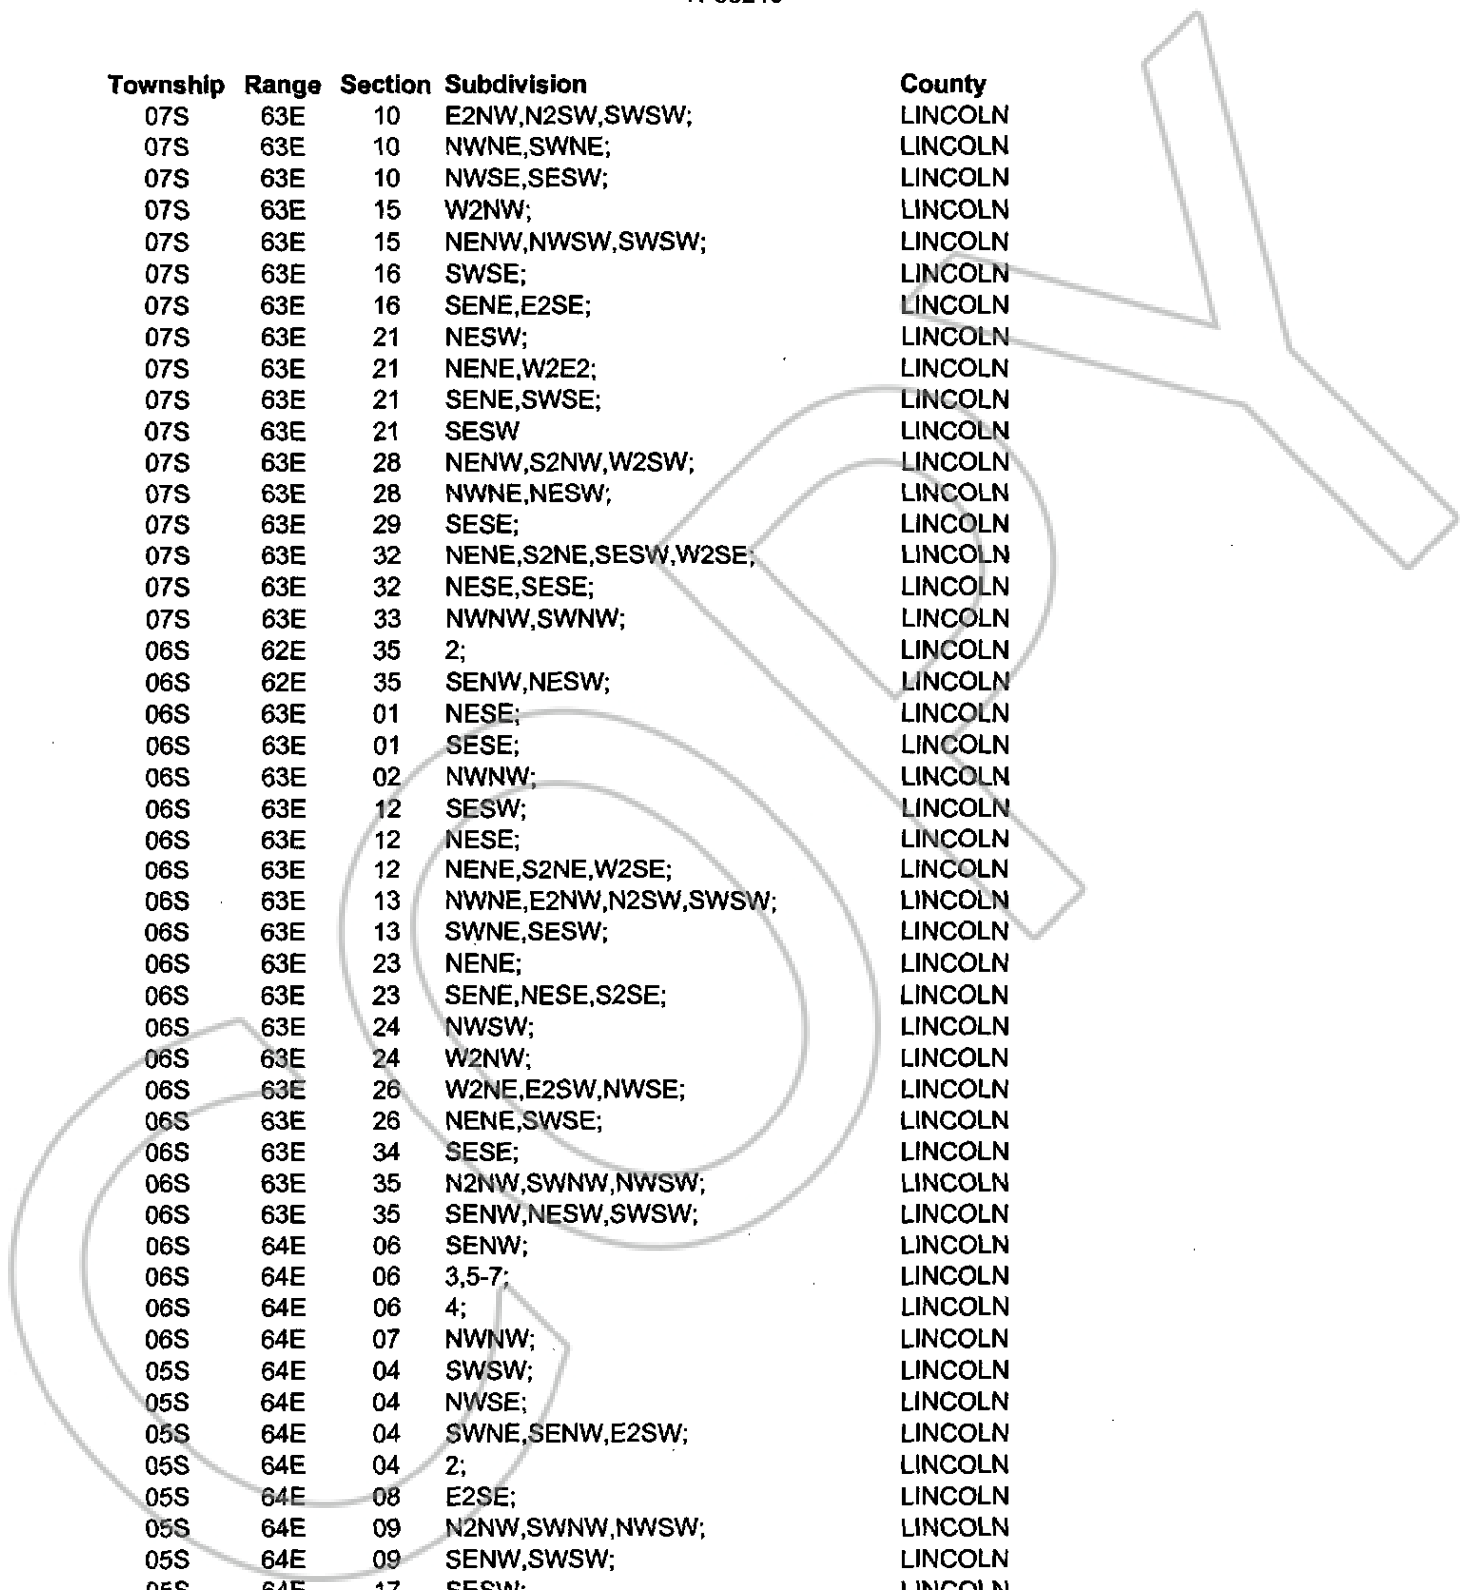 Township Range Section Subdivision County
07S 63E 10 E2NW,N2SW,SWSW; LINCOLN
07S 63E 10 NWNE,SWNE; LINCOLN
07S 63E 10 NWSE,SESW; LINCOLN
07S 63E 15 W2NW; LINCOLN
07S 63E 15 NENW,NWSW,SWSW; LINCOLN
07S 63E 16 SWSE; LINCOLN
07S 63E 16 SENE,E2SE; LINCOLN
07S 63E 21 NESW; LINCOLN
07S 63E 21 NENE,W2E2; LINCOLN
07S 63E 21 SENE,SWSE; LINCOLN
07S 63E 21 SESW LINCOLN
07S 63E 28 NENW,S2NW,W2SW; LINCOLN
07S 63E 28 NWNE,NESW; LINCOLN
07S 63E 29 SESE; LINCOLN
07S 63E 32 NENE,S2NE,SESW,W2SE; LINCOLN
07S 63E 32 NESE,SESE; LINCOLN
07S 63E 33 NWNW,SWNW; LINCOLN
06S 62E 35 2; LINCOLN
06S 62E 35 SENW,NESW; LINCOLN
06S 63E 01 NESE; LINCOLN
06S 63E 01 SESE; LINCOLN
06S 63E 02 NWNW; LINCOLN
06S 63E 12 SESW; LINCOLN
06S 63E 12 NESE; LINCOLN
06S 63E 12 NENE,S2NE,W2SE; LINCOLN
06S 63E 13 NWNE,E2NW,N2SW,SWSW; LINCOLN
06S 63E 13 SWNE,SESW; LINCOLN
06S 63E 23 NENE; LINCOLN
06S 63E 23 SENE,NESE,S2SE; LINCOLN
06S 63E 24 NWSW; LINCOLN
06S 63E 24 W2NW; LINCOLN
06S 63E 26 W2NE,E2SW,NWSE; LINCOLN
06S 63E 26 NENE,SWSE; LINCOLN
06S 63E 34 SESE; LINCOLN
06S 63E 35 N2NW,SWNW,NWSW; LINCOLN
06S 63E 35 SENW,NESW,SWSW; LINCOLN
06S 64E 06 SENW; LINCOLN
06S 64E 06 3,5-7; LINCOLN
06S 64E 06 4; LINCOLN
06S 64E 07 NWNW; LINCOLN
05S 64E 04 SWSW; LINCOLN
05S 64E 04 NWSE; LINCOLN
05S 64E 04 SWNE,SENW,E2SW; LINCOLN
05S 64E 04 2; LINCOLN
05S 64E 08 E2SE; LINCOLN
05S 64E 09 N2NW,SWNW,NWSW; LINCOLN
05S 64E 09 SENW,SWSW; LINCOLN
05S 64E 17 SESW; LINCOLN
COPY